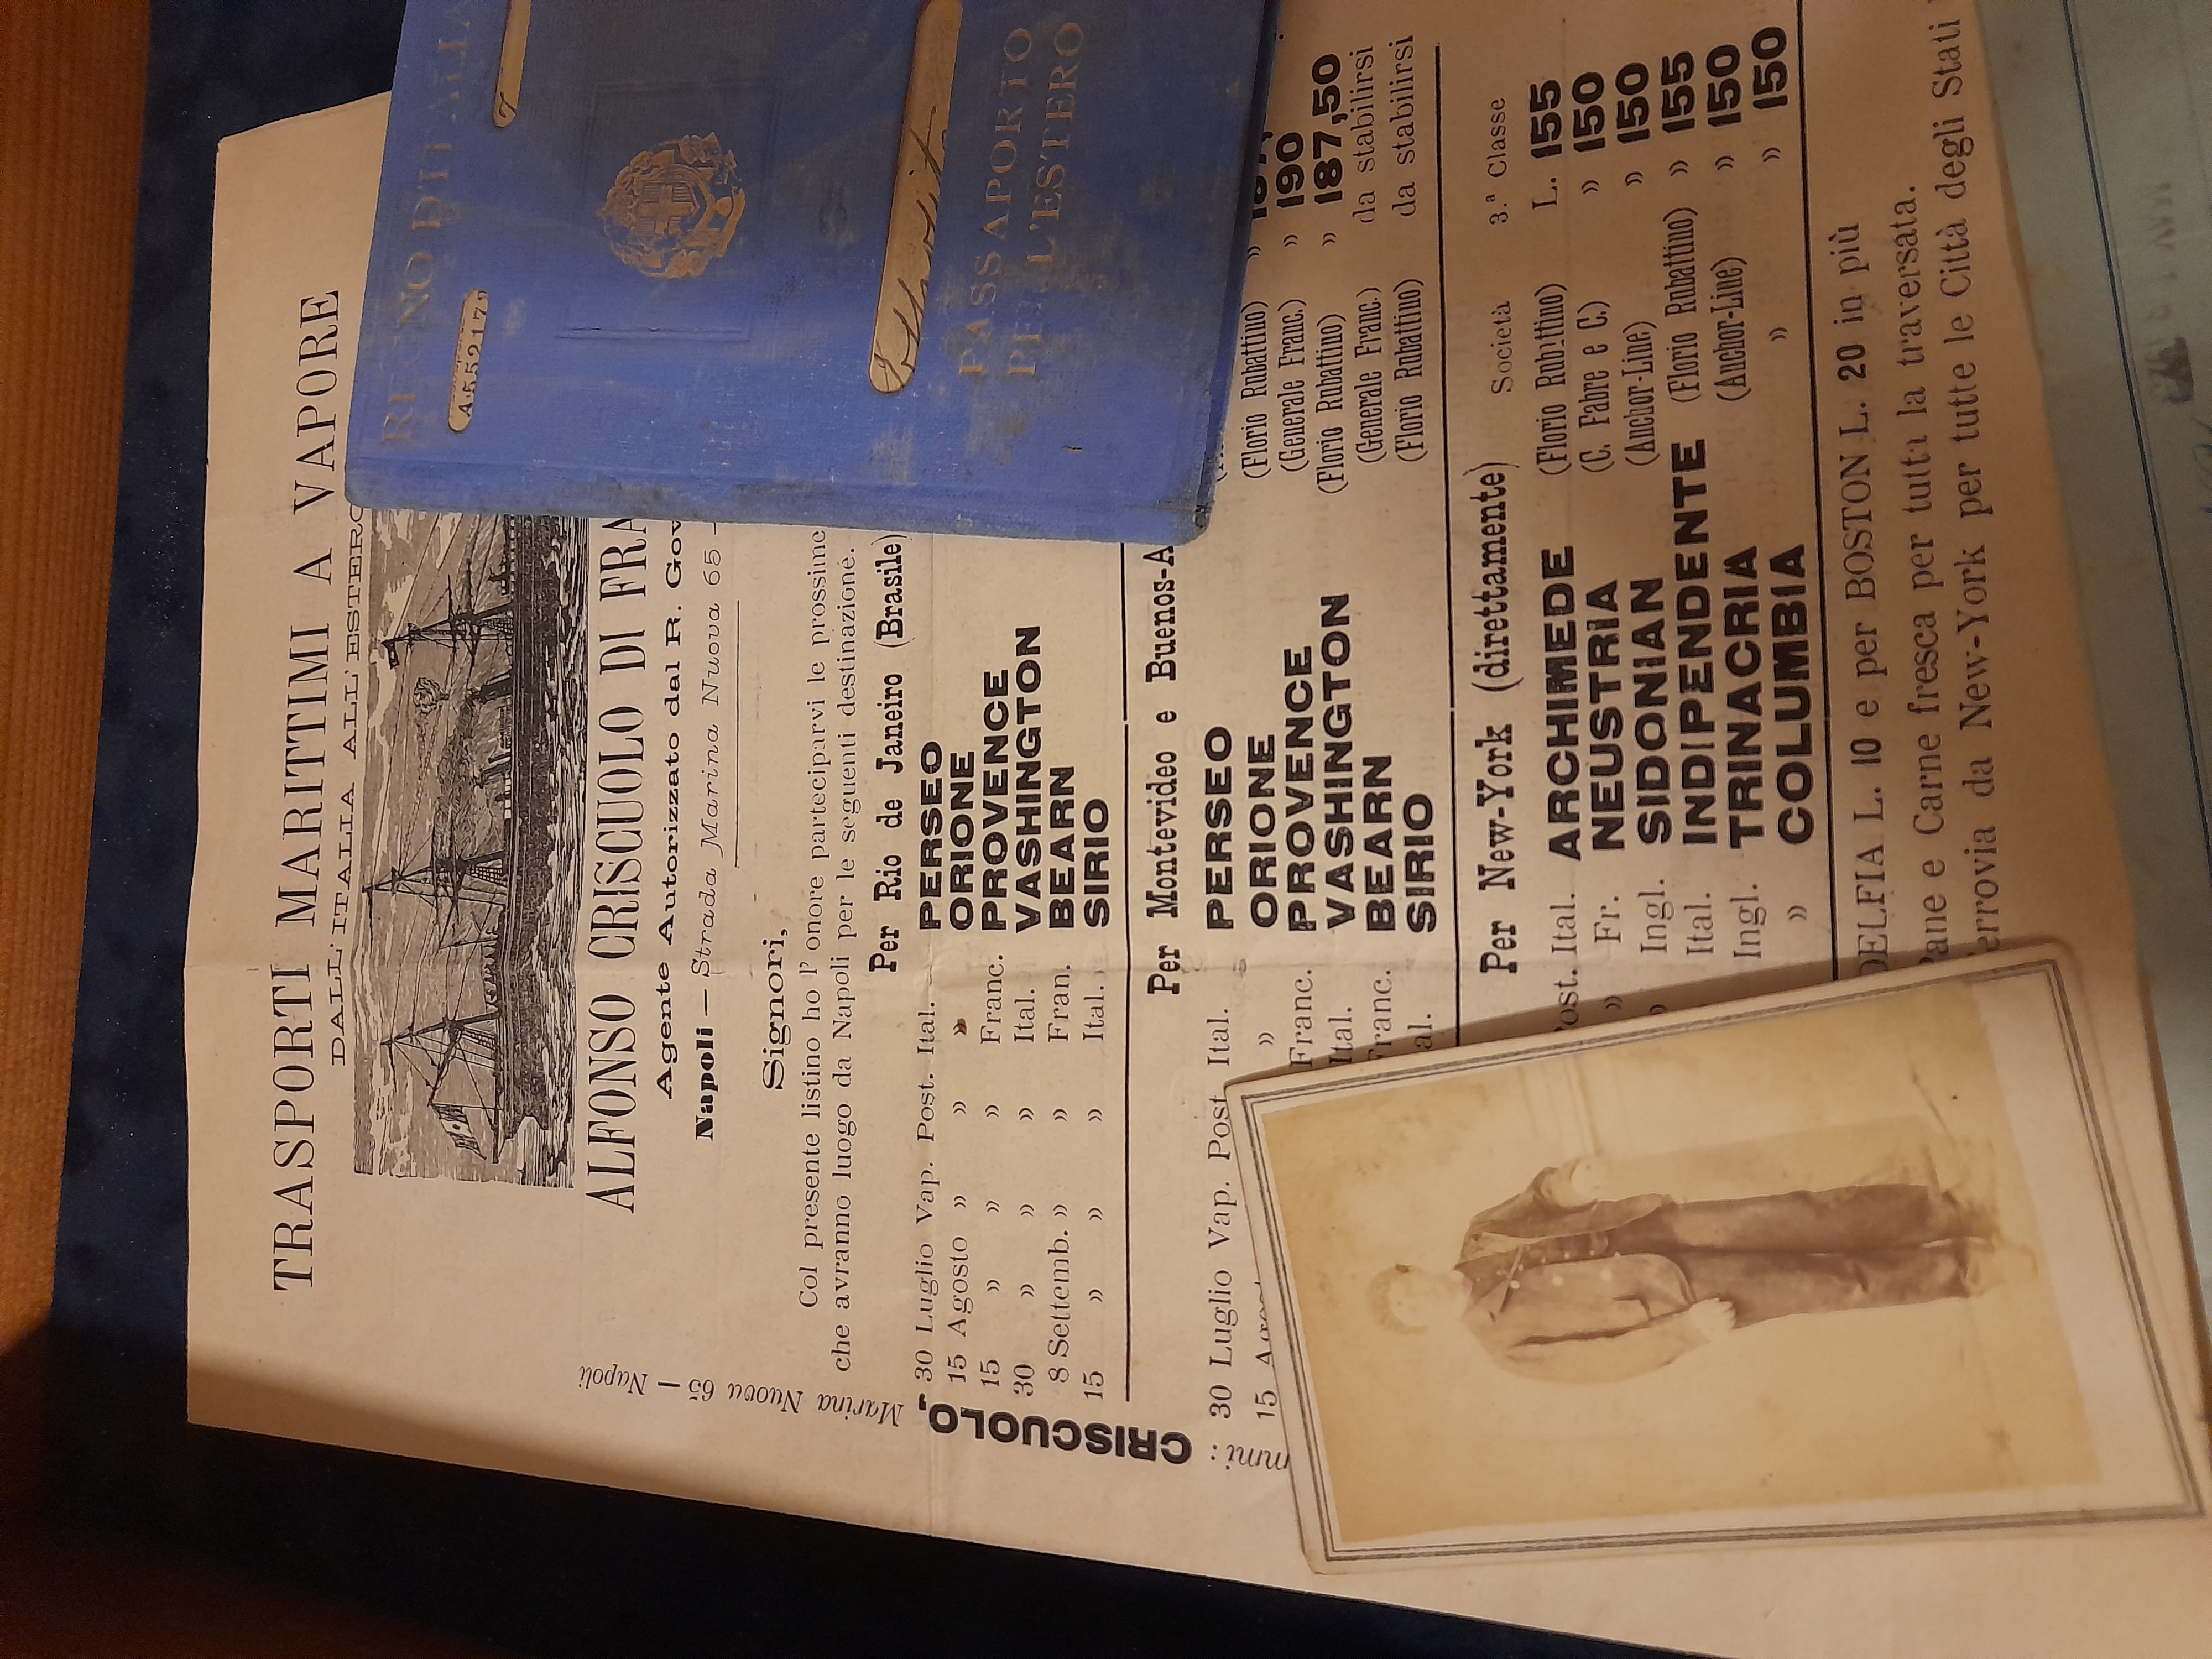 TRASPORTI MARITTIMI A VAPORE
DALL'ITALIA ALL'ESTERO
ALFONSO CRISCUOLO DI
Agente Autorizzato dal R.
Napoli — Strada Marina Nuova 65 —
Signori,
Col presente listino ho l'onore parteciparvi le prossime
che avranno luogo da Napoli per le seguenti destinazione.
Per Rio de Janeiro (Brasile)
30 Luglio Vap. Post. Ital. PERSEO
15 Agosto » » » ORIONE
15 » » » Franc. PROVENCE
30 » » » Ital. VASHINGTON
8 Settemb. » » Fran. BEARN
15 » » » Ital. SIRIO
Per Montevideo e
30 Luglio Vap. Post. Ital. PERSEO
15 » ORIONE (Florio Rubattino) »
Franc. PROVENCE (Generale Franc.) » 190
Ital. VASHINGTON (Florio Rubattino) » 187,50
Franc. BEARN (Generale Franc.) da stabilirsi
SIRIO (Florio Rubattino) da stabilirsi
Per New-York (direttamente) Società 3.ª Classe
Ital. ARCHIMEDE (Florio Rubattino) L. 155
» Fr. NEUSTRIA (C. Fabre e C.) » 150
» Ingl. SIDONIAN (Anchor-Line) » 150
Ital. INDIPENDENTE (Florio Rubattino) » 155
Ingl. TRINACRIA (Anchor-Line) » 150
» COLUMBIA » » 150
DELFIA L. 10 e per BOSTON L. 20 in più
Pane e Carne fresca per tutta la traversata.
Ferrovia da New-York per tutte le Città degli Stati
CRISCUOLO, Marina Nuova 65 — Napoli
REGNO D'ITALIA
A.555217
PASSAPORTO
PER L'ESTERO